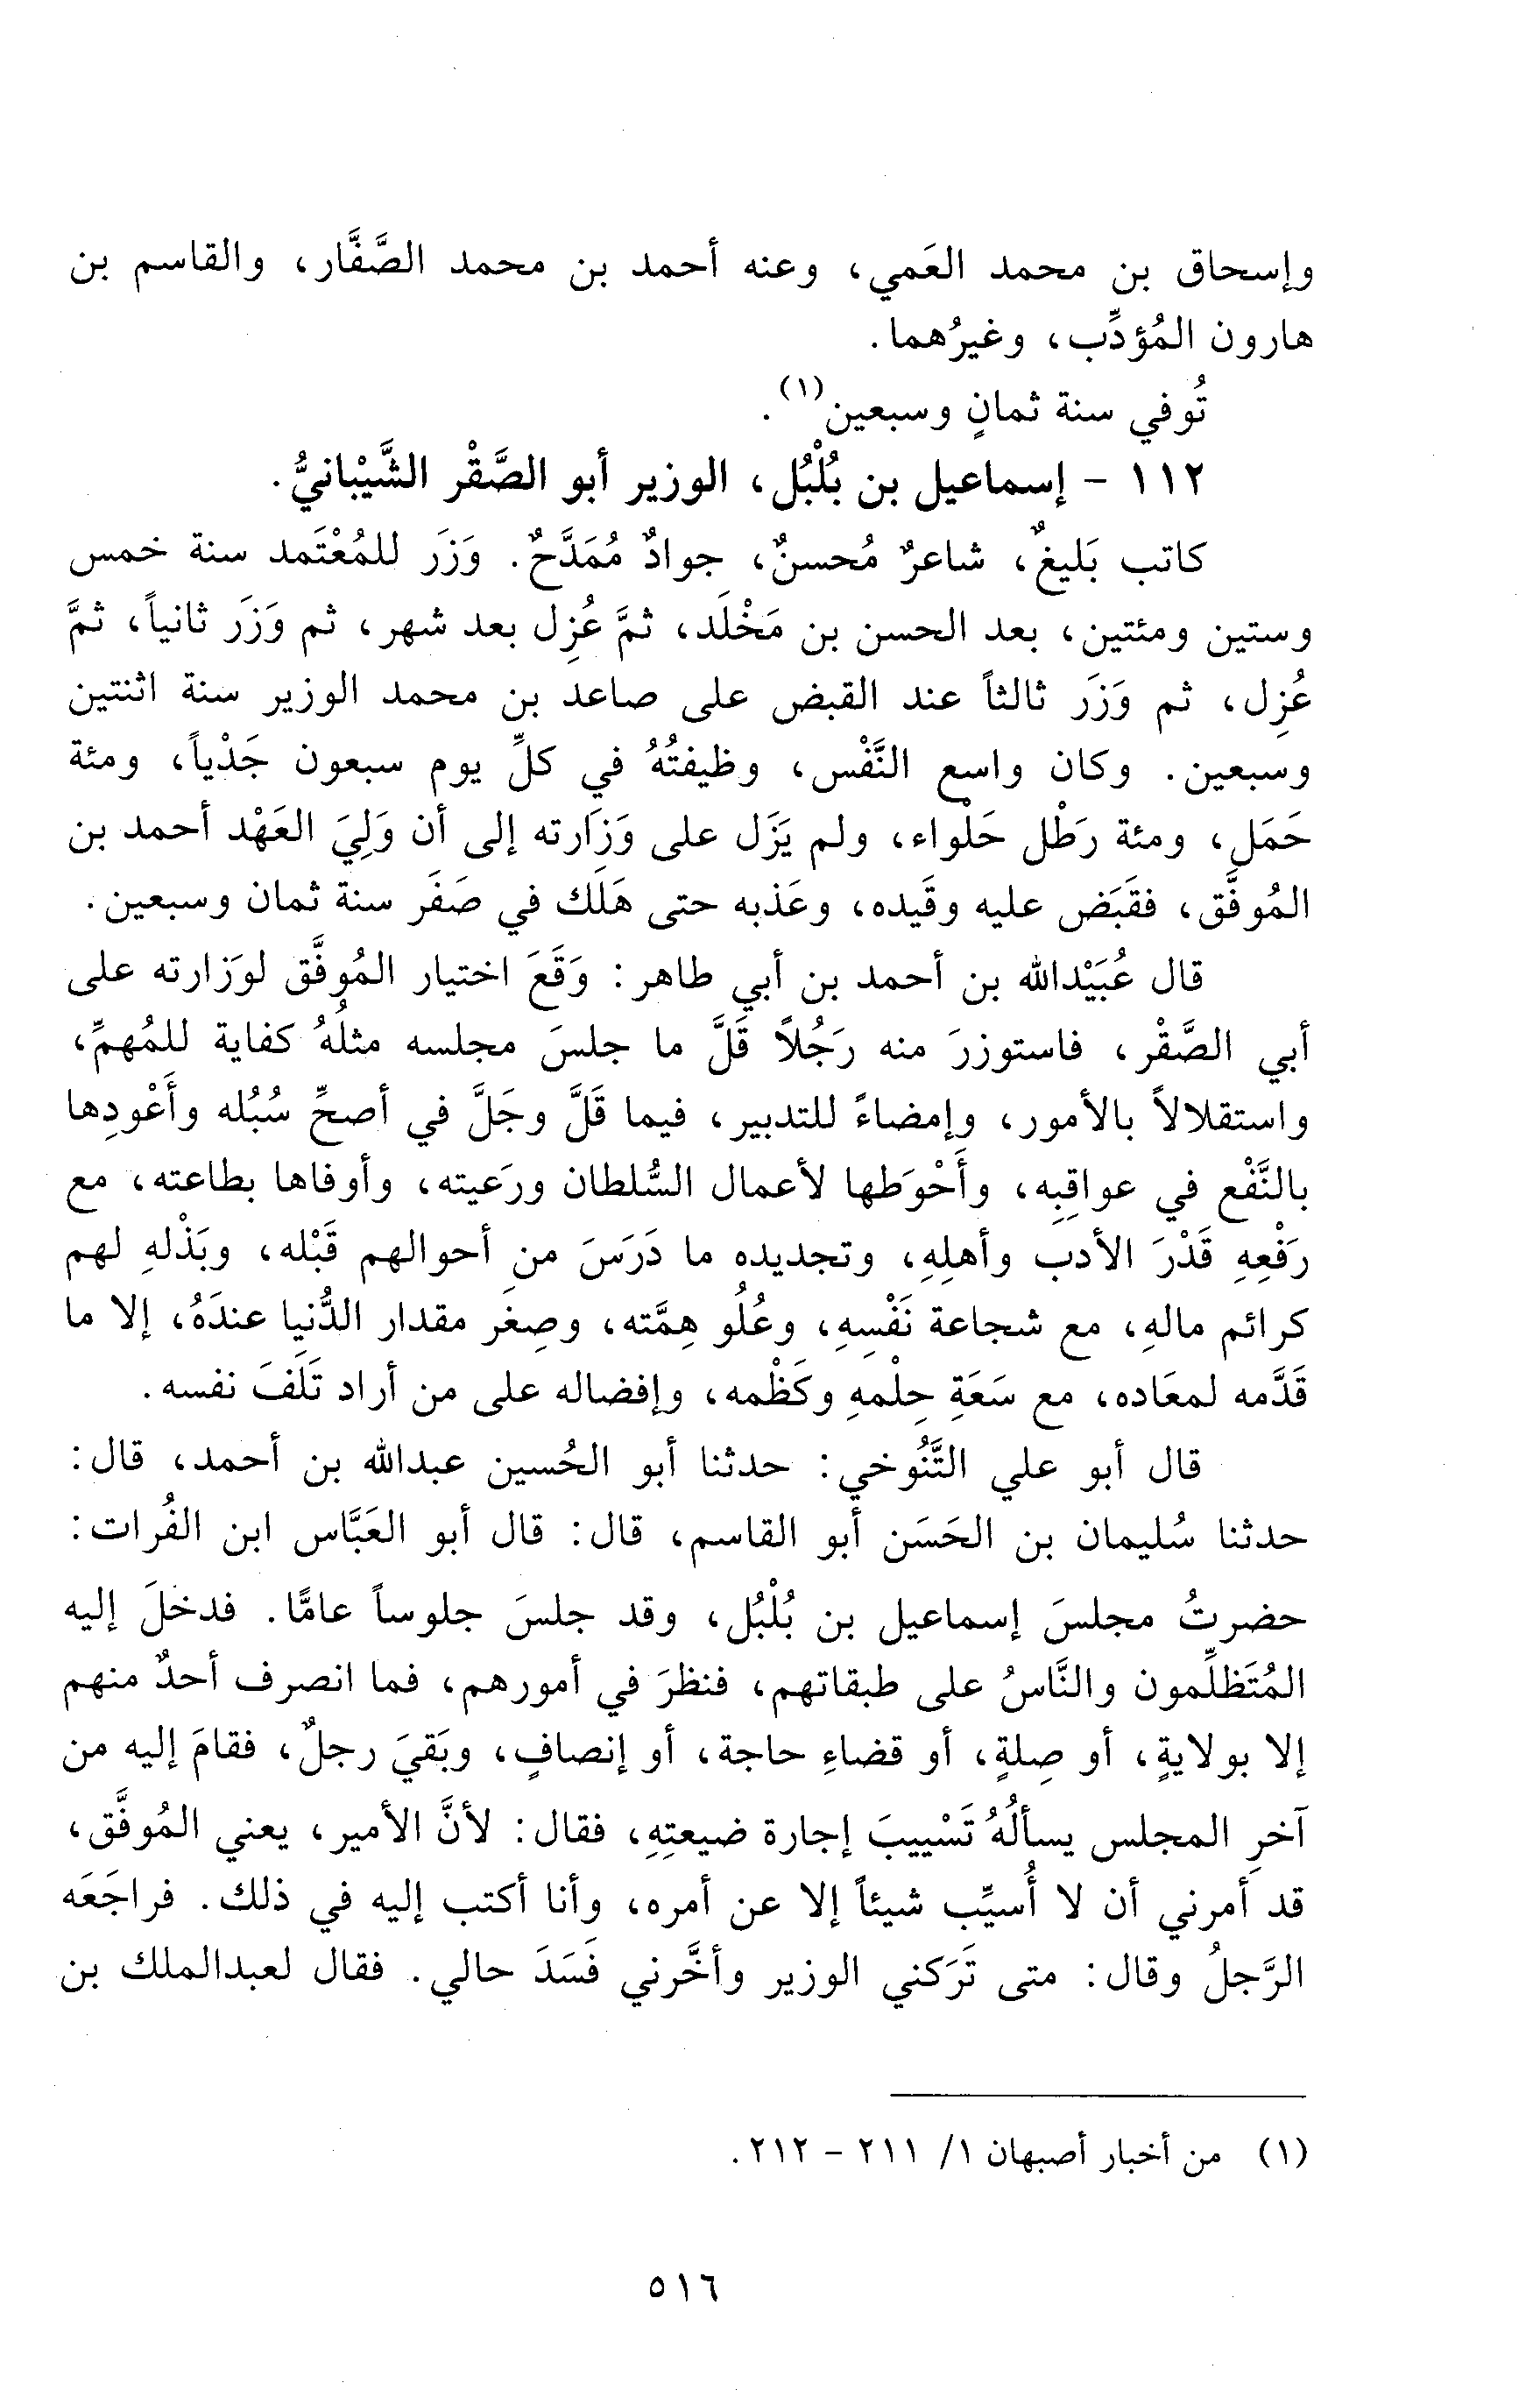 وإسحاق بن محمد العَمي، وعنه أحمد بن محمد الصَّفَّار، والقاسم بن
هارون المُؤدِّب، وغيرُهما.
تُوفي سنة ثمانٍ وسبعين(١).
١١٢ - إسماعيل بن بُلْبُل، الوزير أبو الصَّقْر الشَّيْبانيُّ.
كاتب بَليغٌ، شاعرٌ مُحسنٌ، جوادٌ مُمَدَّحٌ. وَزَر للمُعْتَمد سنة خمس
وستين ومئتين، بعد الحسن بن مَخْلَد، ثمَّ عُزِل بعد شهر، ثم وَزَر ثانياً، ثمَّ
عُزِل، ثم وَزَر ثالثاً عند القبض على صاعد بن محمد الوزير سنة اثنتين
وسبعين. وكان واسع النَّفْس، وظيفتُهُ في كلِّ يوم سبعون جَدْياً، ومئة
حَمَل، ومئة رَطْل حَلْواء، ولم يَزَل على وَزَارته إلى أن وَلِيَ العَهْد أحمد بن
المُوفَّق، فقَبَض عليه وقَيده، وعَذبه حتى هَلَك في صَفَر سنة ثمان وسبعين.
قال عُبَيْدالله بن أحمد بن أبي طاهر: وَقَعَ اختيار المُوفَّق لوَزارته على
أبي الصَّقْر، فاستوزرَ منه رَجُلاً قَلَّ ما جلسَ مجلسه مثلُهُ كفاية للمُهمِّ،
واستقلالاً بالأمور، وإمضاءً للتدبير، فيما قَلَّ وجَلَّ في أصحِّ سُبُله وأَعْودِها
بالنَّفْع في عواقِبِه، وأَحْوَطها لأعمال السُّلطان ورَعيته، وأوفاها بطاعته، مع
رَفْعِهِ قَدْرَ الأدب وأهلِهِ، وتجديده ما دَرَسَ من أحوالهم قَبْله، وبَذْلهِ لهم
كرائم مالهِ، مع شجاعة نَفْسِهِ، وعُلُو هِمَّته، وصِغَر مقدار الدُّنيا عندَهُ، إلا ما
قَدَّمه لمعَاده، مع سَعَةِ حِلْمهِ وكَظْمه، وإفضاله على من أراد تَلَفَ نفسه.
قال أبو علي التَّنُوخي: حدثنا أبو الحُسين عبدالله بن أحمد، قال:
حدثنا سُليمان بن الحَسَن أبو القاسم، قال: قال أبو العَبَّاس ابن الفُرات:
حضرتُ مجلسَ إسماعيل بن بُلْبُل، وقد جلسَ جلوساً عامًّا. فدخلَ إليه
المُتَظلِّمون والنَّاسُ على طبقاتهم، فنظرَ في أمورهم، فما انصرف أحدٌ منهم
إلا بولايةٍ، أو صِلةٍ، أو قضاءِ حاجة، أو إنصافٍ، وبَقيَ رجلٌ، فقامَ إليه من
آخرِ المجلس يسألُهُ تَسْييبَ إجارة ضيعتِهِ، فقال: لأنَّ الأمير، يعني المُوفَّق،
قد أَمرني أن لا أُسيِّب شيئاً إلا عن أمره، وأنا أكتب إليه في ذلك. فراجَعَه
الرَّجلُ وقال: متى تَرَكني الوزير وأخَّرني فَسَدَ حالي. فقال لعبدالملك بن
(١) من أخبار أصبهان ١/ ٢١١ - ٢١٢.
٥١٦